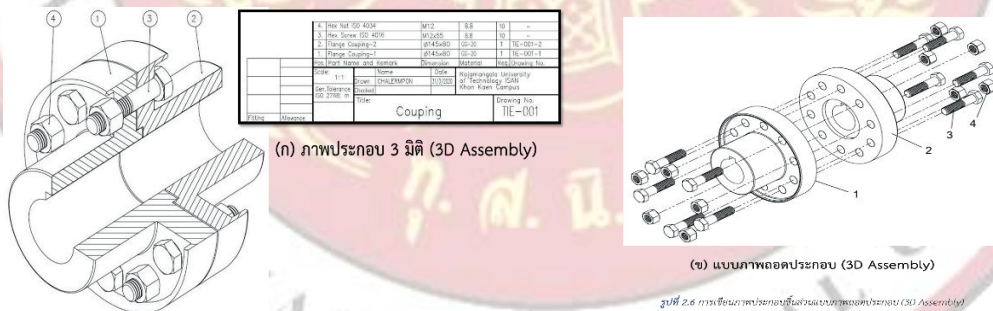 4 1 3 2
4. Hex Nut ISO 4034 M12 8.8 10 -
3. Hex Screw ISO 4016 M12x55 8.8 10 -
2. Flange Couping-2 ø145x80 GS-20 1 TIE-001-2
1. Flange Couping-1 ø145x80 GS-20 1 TIE-001-1
Pos. Part Name and Remark Dimension Material Req. Drawing No.
Scale: 1:1 Name Date Rajamangala University
Drawn CHALERMPON of Technology ISAN
Gen.Tolerance Checked Khon Kaen Campus
ISO 2768: m
Title: Drawing No:
Couping TIE-001
Fitting Allowance
(ก) ภาพประกอบ 3 มิติ (3D Assembly)
4
3
2
1
(ข) แบบภาพถอดประกอบ (3D Assembly)
รูปที่ 2.6 การเขียนภาพประกอบชิ้นส่วนแบบภาพถอดประกอบ (3D Assembly)
ก. ส. น.